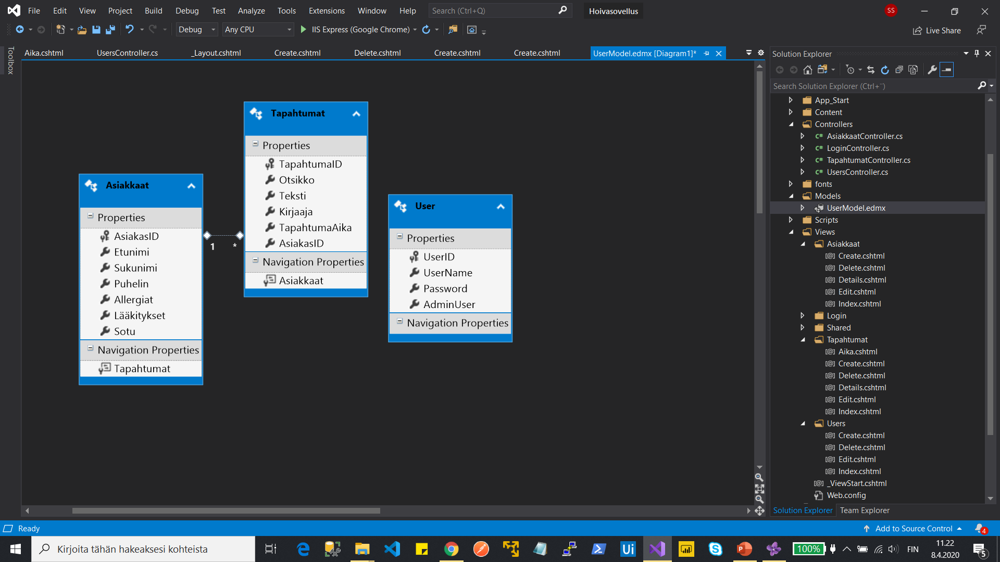 File Edit View Project Build Debug Test Analyze Tools Extensions Window Help Search (Ctrl+Q) Hoivasovellus SS
Debug Any CPU IIS Express (Google Chrome) Live Share
Toolbox
Aika.cshtml UsersController.cs _Layout.cshtml Create.cshtml Delete.cshtml Create.cshtml Create.cshtml UserModel.edmx [Diagram1]*
Asiakkaat
Properties
AsiakasID
Etunimi
Sukunimi
Puhelin
Allergiat
Lääkitykset
Sotu
Navigation Properties
Tapahtumat
1 *
Tapahtumat
Properties
TapahtumaID
Otsikko
Teksti
Kirjaaja
TapahtumaAika
AsiakasID
Navigation Properties
Asiakkaat
User
Properties
UserID
UserName
Password
AdminUser
Navigation Properties
Solution Explorer
Search Solution Explorer (Ctrl+¨)
App_Start
Content
Controllers
C# AsiakkaatController.cs
C# LoginController.cs
C# TapahtumatController.cs
C# UsersController.cs
fonts
Models
UserModel.edmx
Scripts
Views
Asiakkaat
[@] Create.cshtml
[@] Delete.cshtml
[@] Details.cshtml
[@] Edit.cshtml
[@] Index.cshtml
Login
Shared
Tapahtumat
[@] Aika.cshtml
[@] Create.cshtml
[@] Delete.cshtml
[@] Details.cshtml
[@] Edit.cshtml
[@] Index.cshtml
Users
[@] Create.cshtml
[@] Delete.cshtml
[@] Edit.cshtml
[@] Index.cshtml
[@] _ViewStart.cshtml
Web.config
Solution Explorer Team Explorer
Ready Add to Source Control 4
Kirjoita tähän hakeaksesi kohteista Ui 100% FIN 11.22
8.4.2020 5